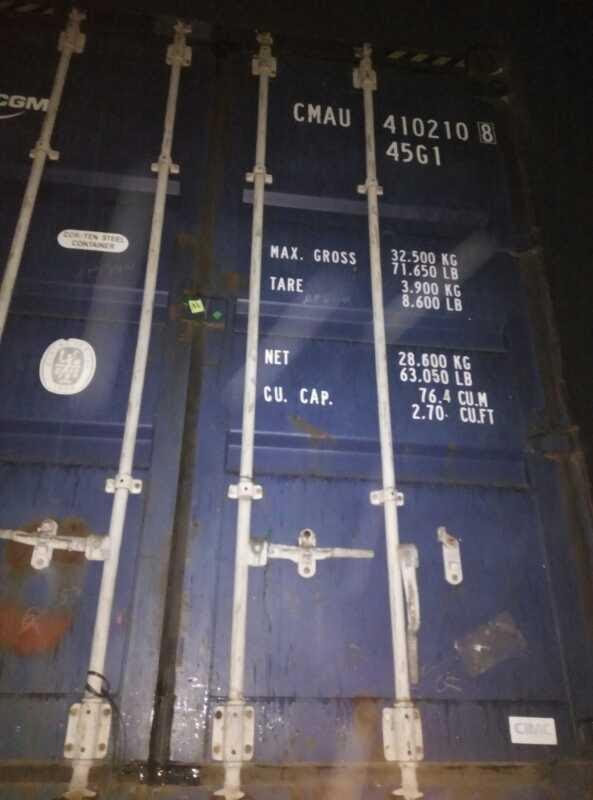 CGM
CMAU 410210 8
45G1
COR-TEN STEEL
CONTAINER
MAX. GROSS 32.500 KG
71.650 LB
TARE 3.900 KG
8.600 LB
NET 28.600 KG
63.050 LB
CU. CAP. 76.4 CU.M
2.70 CU.FT
CIMC